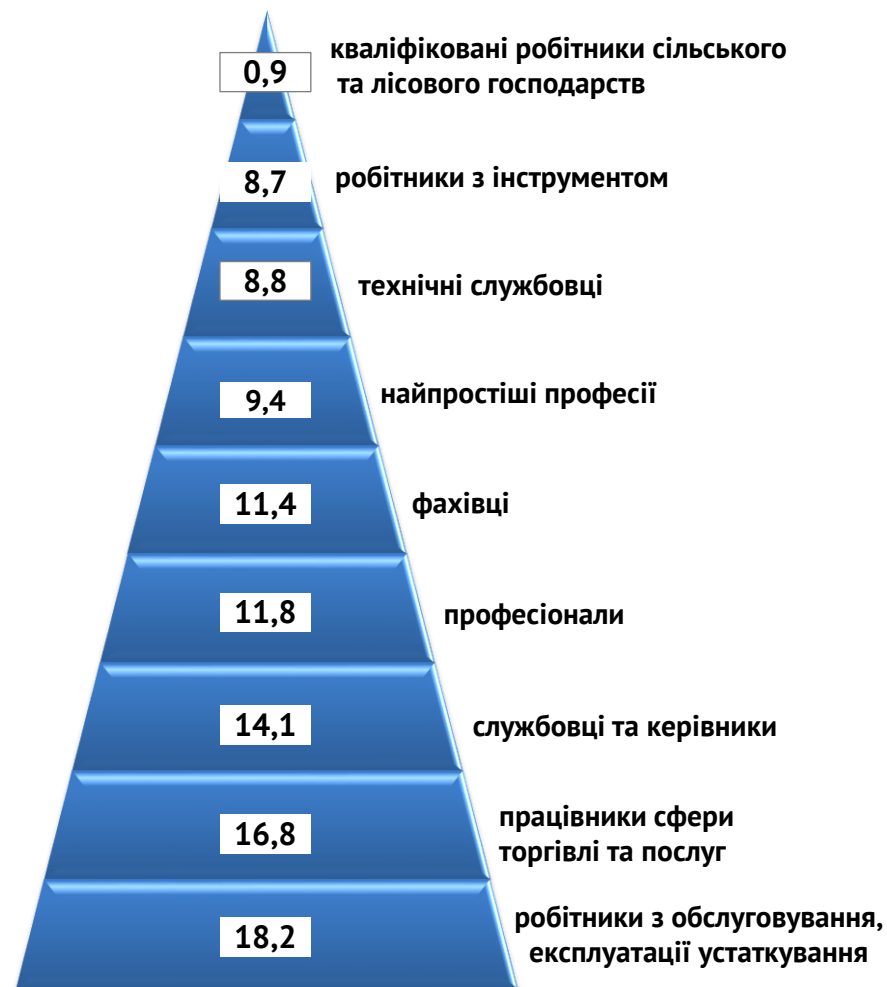 0,9
кваліфіковані робітники сільського
та лісового господарств
8,7
робітники з інструментом
8,8
технічні службовці
9,4
найпростіші професії
11,4
фахівці
11,8
професіонали
14,1
службовці та керівники
16,8
працівники сфери
торгівлі та послуг
18,2
робітники з обслуговування,
експлуатації устаткування